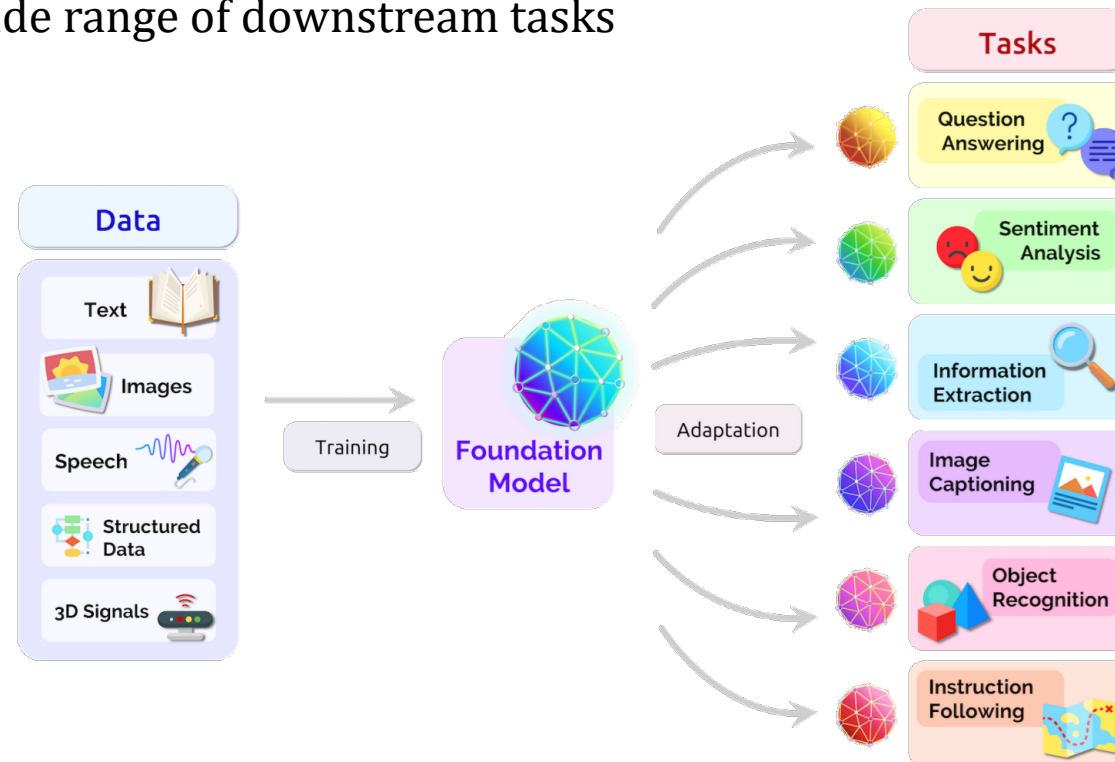 de range of downstream tasks
Data
Text
Images
Speech
Structured
Data
3D Signals
Training
Foundation
Model
Adaptation
Tasks
Question
Answering
?
Sentiment
Analysis
Information
Extraction
Image
Captioning
Object
Recognition
Instruction
Following